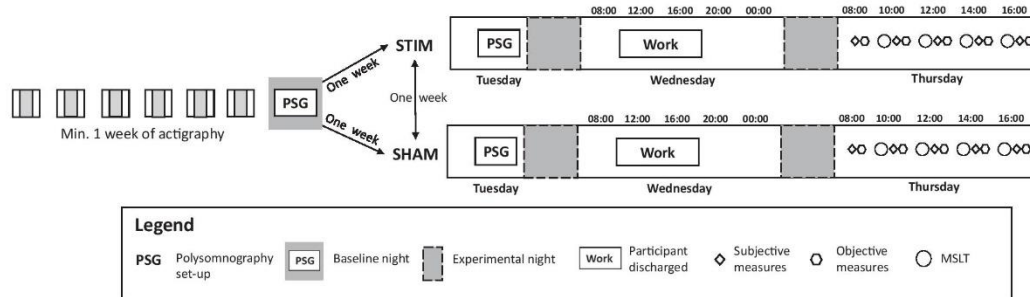 08:00 12:00 16:00 20:00 00:00 08:00 10:00 12:00 14:00 16:00
STIM
PSG
Work
Tuesday Wednesday Thursday
One week
PSG
One week
One week
Min. 1 week of actigraphy
SHAM
08:00 12:00 16:00 20:00 00:00 08:00 10:00 12:00 14:00 16:00
PSG
Work
Tuesday Wednesday Thursday
Legend
PSG Polysomnography set-up
PSG Baseline night
Experimental night
Work Participant discharged
Subjective measures
Objective measures
MSLT